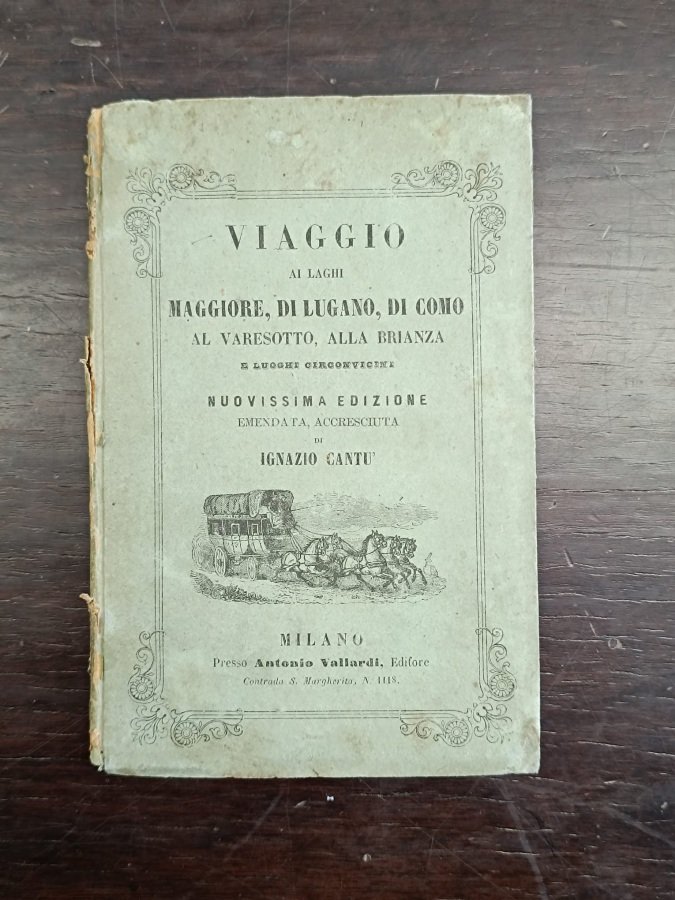 VIAGGIO
AI LAGHI
MAGGIORE, DI LUGANO, DI COMO
AL VARESOTTO, ALLA BRIANZA
E LUOGHI CIRCONVICINI
NUOVISSIMA EDIZIONE
EMENDATA, ACCRESCIUTA
DI
IGNAZIO CANTU'
MILANO
Presso Antonio Vallardi, Editore
Contrada S. Margherita, N. 1118.